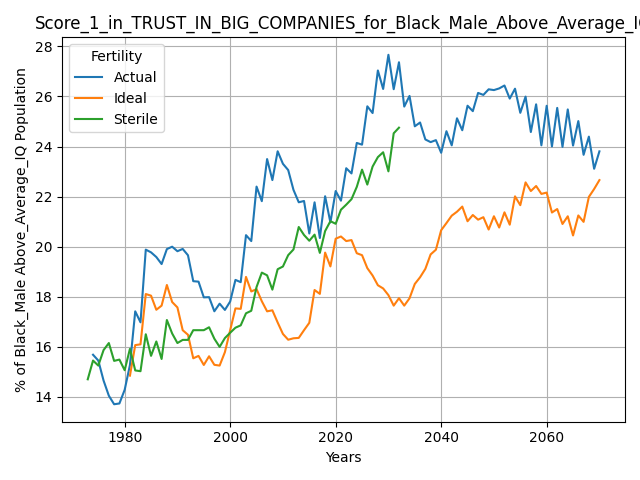 Score_1_in_TRUST_IN_BIG_COMPANIES_for_Black_Male_Above_Average_IQ
Fertility
Actual
Ideal
Sterile
% of Black_Male Above_Average_IQ Population
28
26
24
22
20
18
16
14
1980
2000
2020
2040
2060
Years